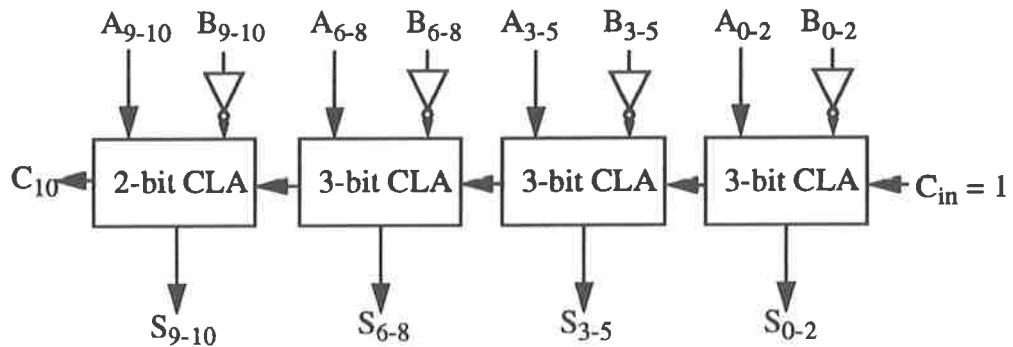 A9-10 B9-10 A6-8 B6-8 A3-5 B3-5 A0-2 B0-2
C10 2-bit CLA 3-bit CLA 3-bit CLA 3-bit CLA Cin = 1
S9-10 S6-8 S3-5 S0-2